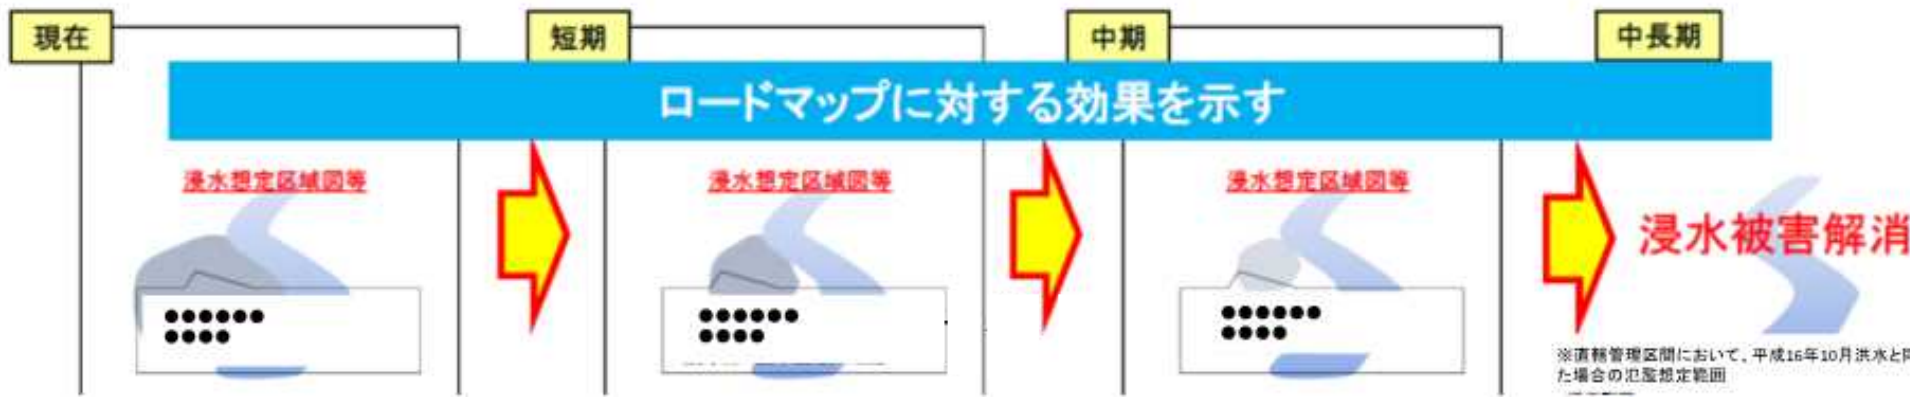 現在
短期
中期
中長期
ロードマップに対する効果を示す
浸水想定区域図等
浸水想定区域図等
浸水想定区域図等
浸水被害解消
●●●●●●
●●●●
●●●●●●
●●●●
●●●●●●
●●●●
※直轄管理区間において、平成16年10月洪水と同
た場合の氾濫想定範囲